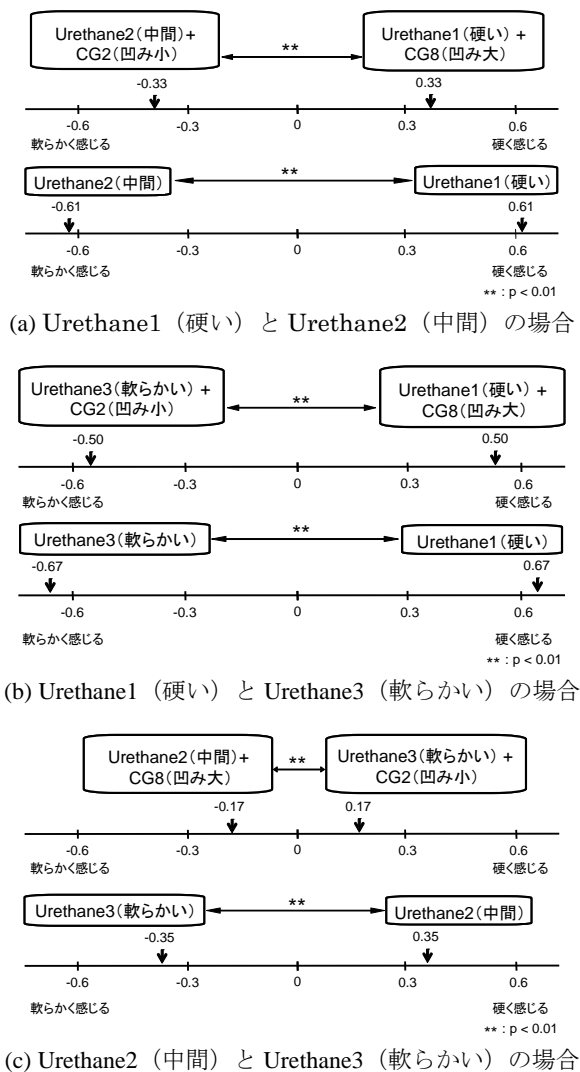 Urethane2(中間)+ Urethane1(硬い) +
CG2(凹み小) ** CG8(凹み大)
-0.33 0.33
-0.6 -0.3 0 0.3 0.6
軟らかく感じる 硬く感じる
Urethane2(中間) ** Urethane1(硬い)
-0.61 0.61
-0.6 -0.3 0 0.3 0.6
軟らかく感じる 硬く感じる
** : p < 0.01
(a) Urethane1（硬い）と Urethane2（中間）の場合
Urethane3(軟らかい) + Urethane1(硬い) +
CG2(凹み小) ** CG8(凹み大)
-0.50 0.50
-0.6 -0.3 0 0.3 0.6
軟らかく感じる 硬く感じる
Urethane3(軟らかい) ** Urethane1(硬い)
-0.67 0.67
-0.6 -0.3 0 0.3 0.6
軟らかく感じる 硬く感じる
** : p < 0.01
(b) Urethane1（硬い）と Urethane3（軟らかい）の場合
Urethane2(中間)+ Urethane3(軟らかい) +
CG8(凹み大) ** CG2(凹み小)
-0.17 0.17
-0.6 -0.3 0 0.3 0.6
軟らかく感じる 硬く感じる
Urethane3(軟らかい) ** Urethane2(中間)
-0.35 0.35
-0.6 -0.3 0 0.3 0.6
軟らかく感じる 硬く感じる
** : p < 0.01
(c) Urethane2（中間）と Urethane3（軟らかい）の場合